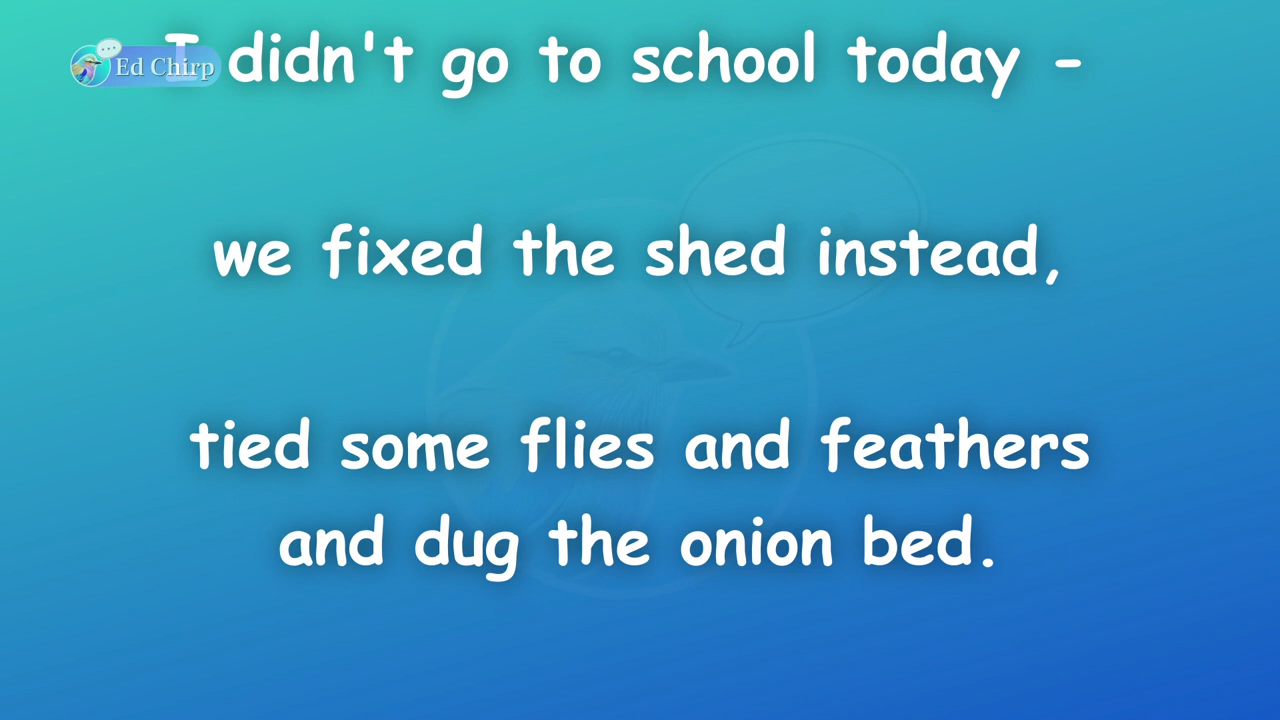 I didn't go to school today -
Ed Chirp
we fixed the shed instead,
tied some flies and feathers
and dug the onion bed.